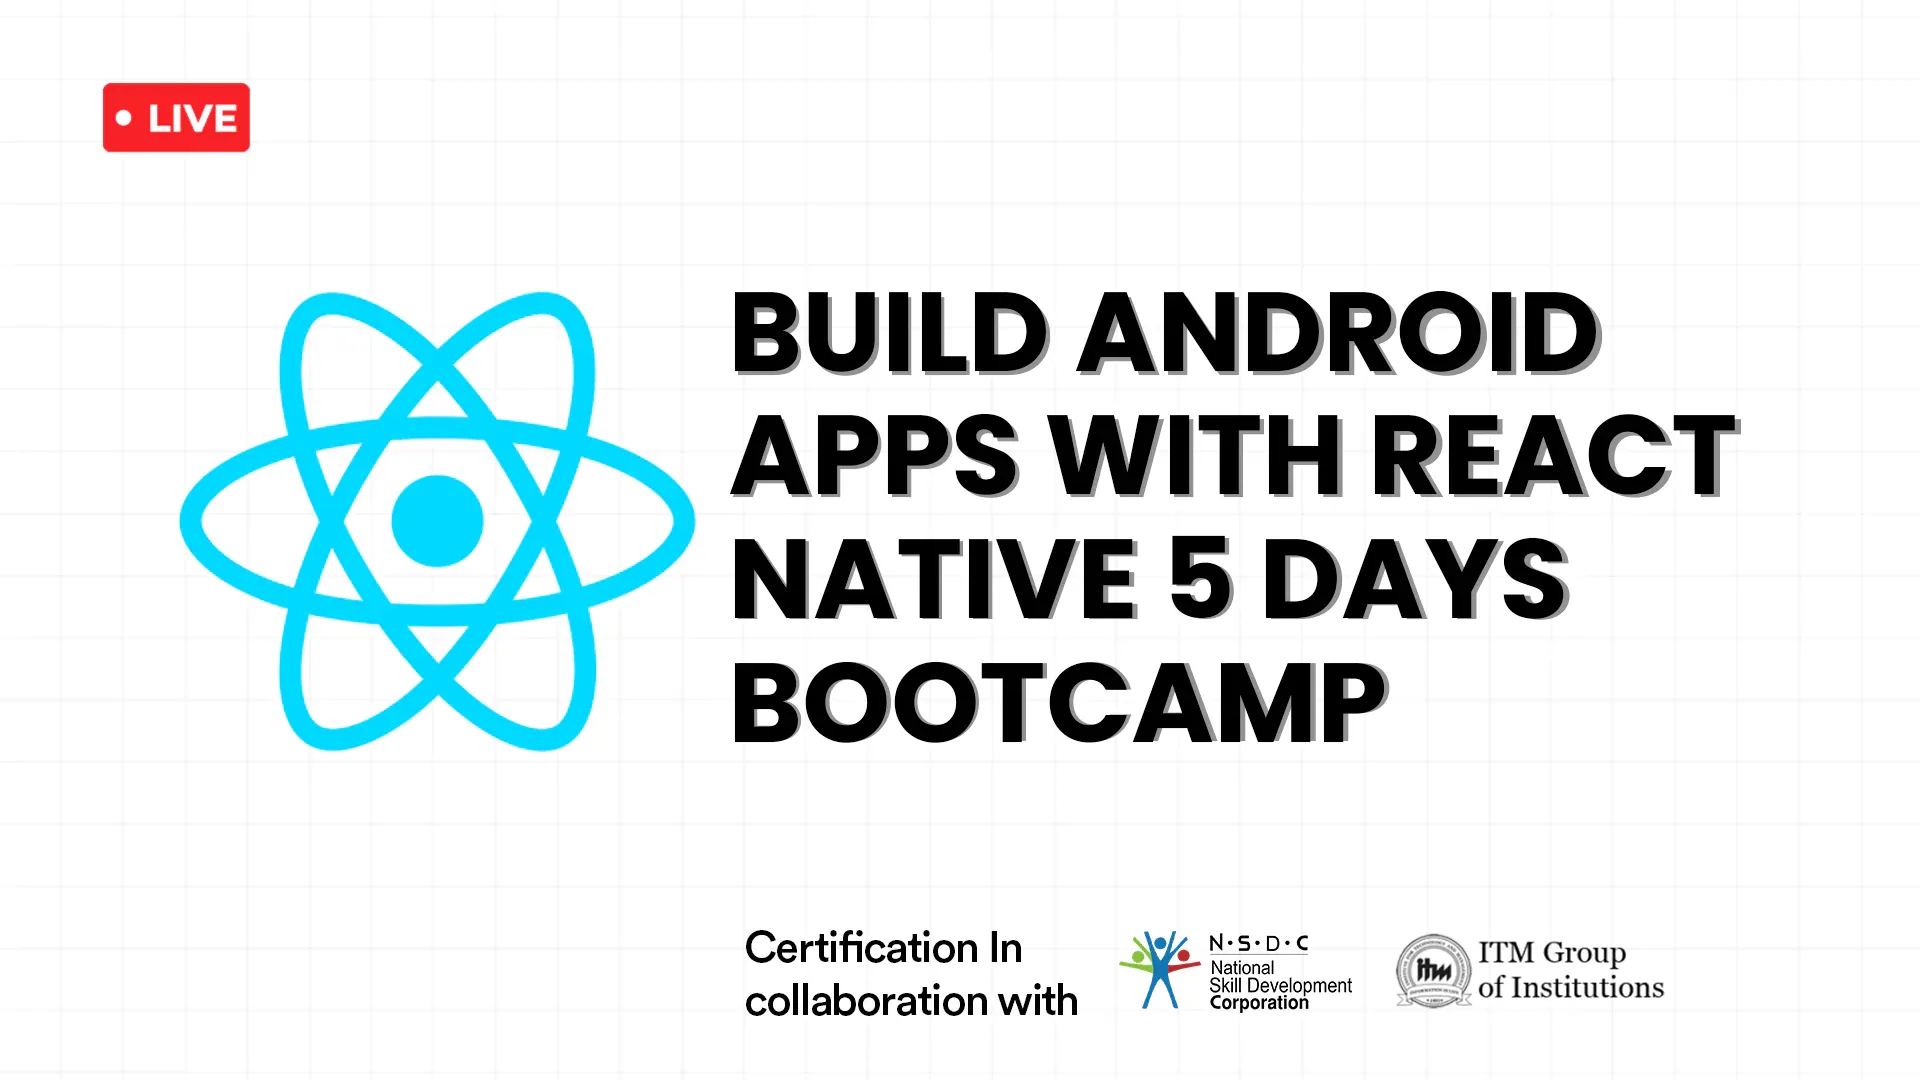 LIVE
BUILD ANDROID
APPS WITH REACT
NATIVE 5 DAYS
BOOTCAMP
Certification In
collaboration with
N·S·D·C
National
Skill Development
Corporation
itm
ITM Group
of Institutions